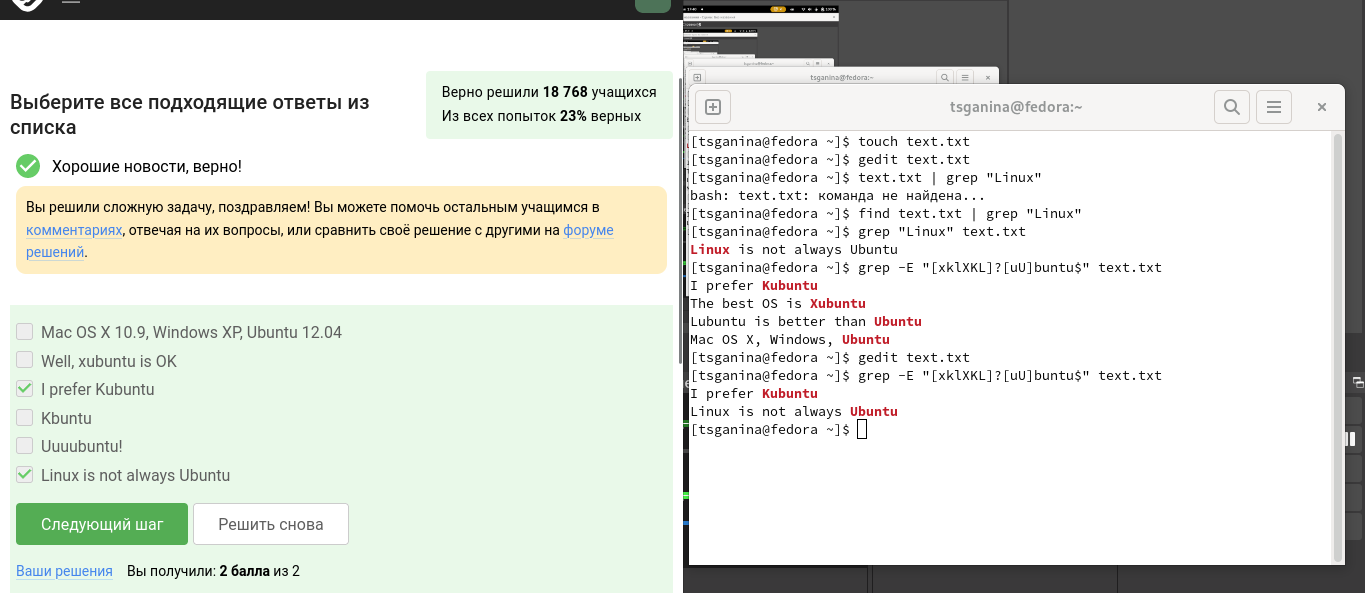 Верно решили 18 768 учащихся
Из всех попыток 23% верных
Выберите все подходящие ответы из
списка
Хорошие новости, верно!
Вы решили сложную задачу, поздравляем! Вы можете помочь остальным учащимся в
комментариях, отвечая на их вопросы, или сравнить своё решение с другими на форуме
решений.
Mac OS X 10.9, Windows XP, Ubuntu 12.04
Well, xubuntu is OK
I prefer Kubuntu
Kbuntu
Uuuubuntu!
Linux is not always Ubuntu
Следующий шаг
Решить снова
Ваши решения Вы получили: 2 балла из 2
tsganina@fedora:~
tsganina@fedora:~
[tsganina@fedora ~]$ touch text.txt
[tsganina@fedora ~]$ gedit text.txt
[tsganina@fedora ~]$ text.txt | grep "Linux"
bash: text.txt: команда не найдена...
[tsganina@fedora ~]$ find text.txt | grep "Linux"
[tsganina@fedora ~]$ grep "Linux" text.txt
Linux is not always Ubuntu
[tsganina@fedora ~]$ grep -E "[xklXKL]?[uU]buntu$" text.txt
I prefer Kubuntu
The best OS is Xubuntu
Lubuntu is better than Ubuntu
Mac OS X, Windows, Ubuntu
[tsganina@fedora ~]$ gedit text.txt
[tsganina@fedora ~]$ grep -E "[xklXKL]?[uU]buntu$" text.txt
I prefer Kubuntu
Linux is not always Ubuntu
[tsganina@fedora ~]$